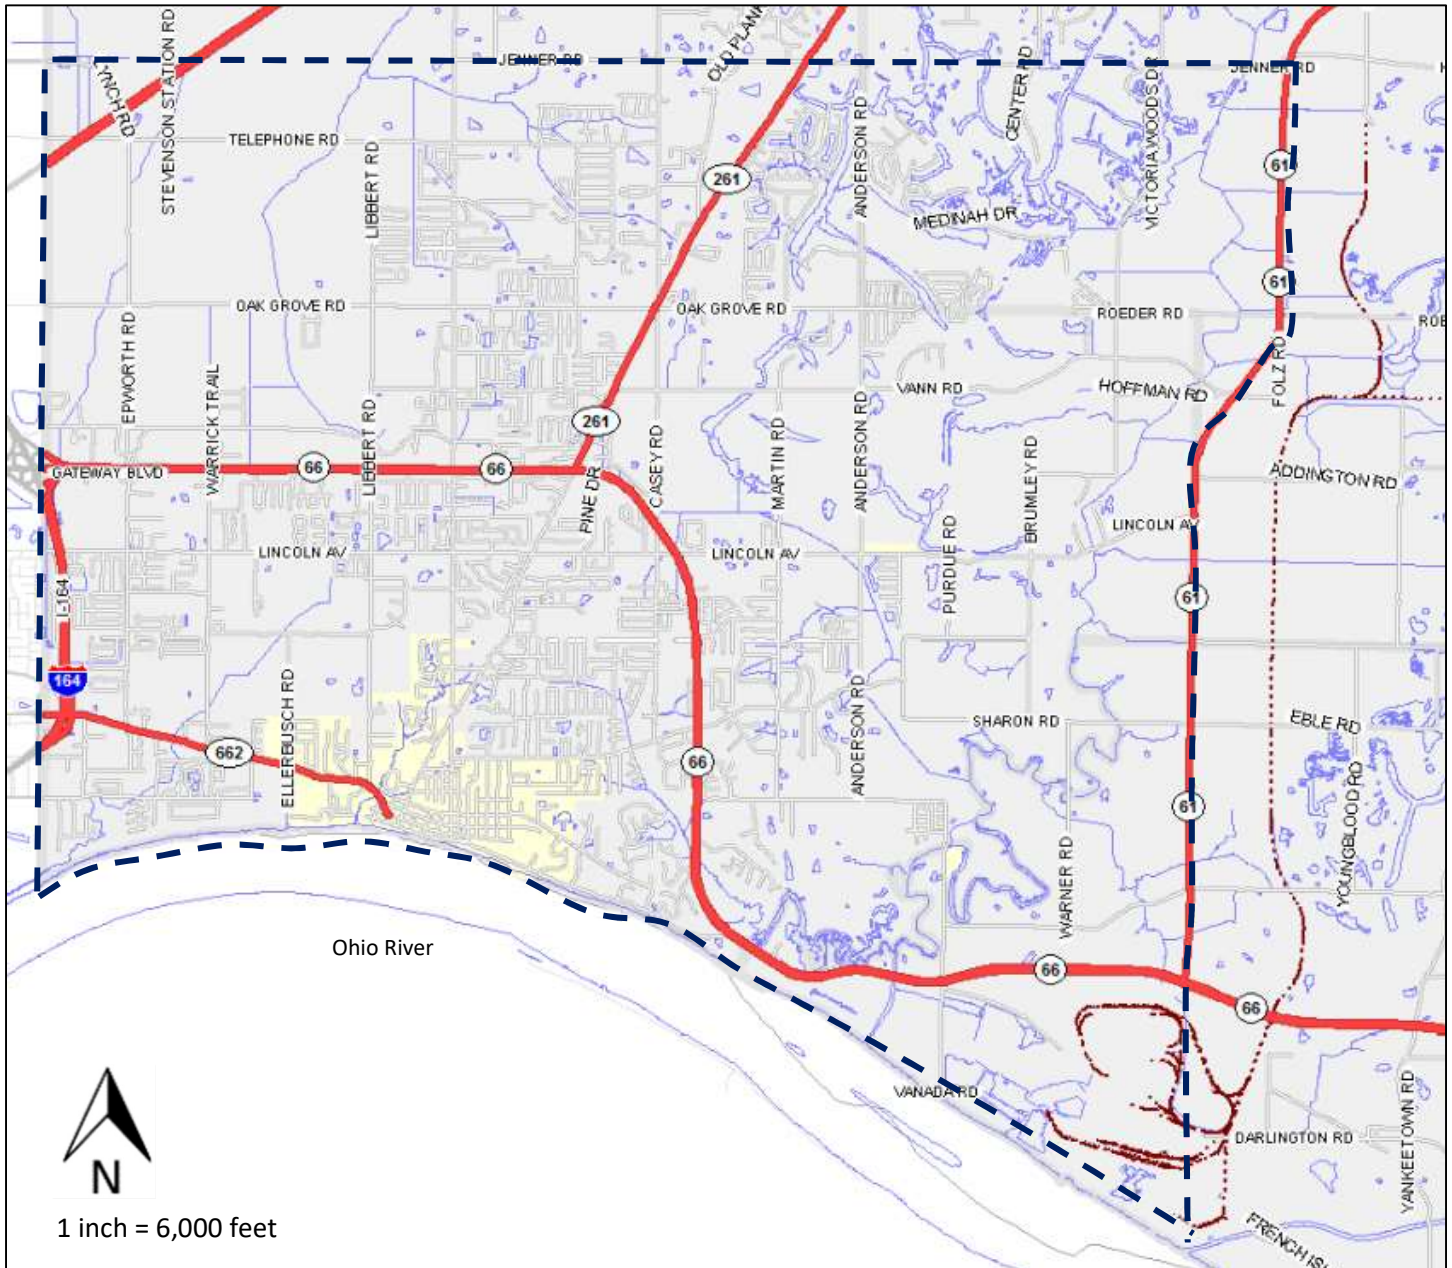 LYNCH RD
STEVENSON STATION RD
JENNER RD
OLD PLANK
CENTER RD
VICTORIA WOODS DR
JENNER RD
H
TELEPHONE RD
LIBBERT RD
261
ANDERSON RD
MEDINAH DR
61
61
OAK GROVE RD
OAK GROVE RD
ROEDER RD
ROE
EPWORTH RD
WARRICK TRAIL
LIBBERT RD
VANN RD
HOFFMAN RD
FOLZ RD
261
CASEY RD
MARTIN RD
ANDERSON RD
BRUMLEY RD
GATEWAY BLVD
66
66
PINE DR
ADDINGTON RD
LINCOLN AV
LINCOLN AV
PURDUE RD
LINCOLN AV
I-164
61
164
ELLERBUSCH RD
ANDERSON RD
SHARON RD
EBLE RD
662
66
61
YOUNGBLOOD RD
WARNER RD
Ohio River
66
66
VANADA RD
DARLINGTON RD
YANKEETOWN RD
FRENCH ISL
N
1 inch = 6,000 feet